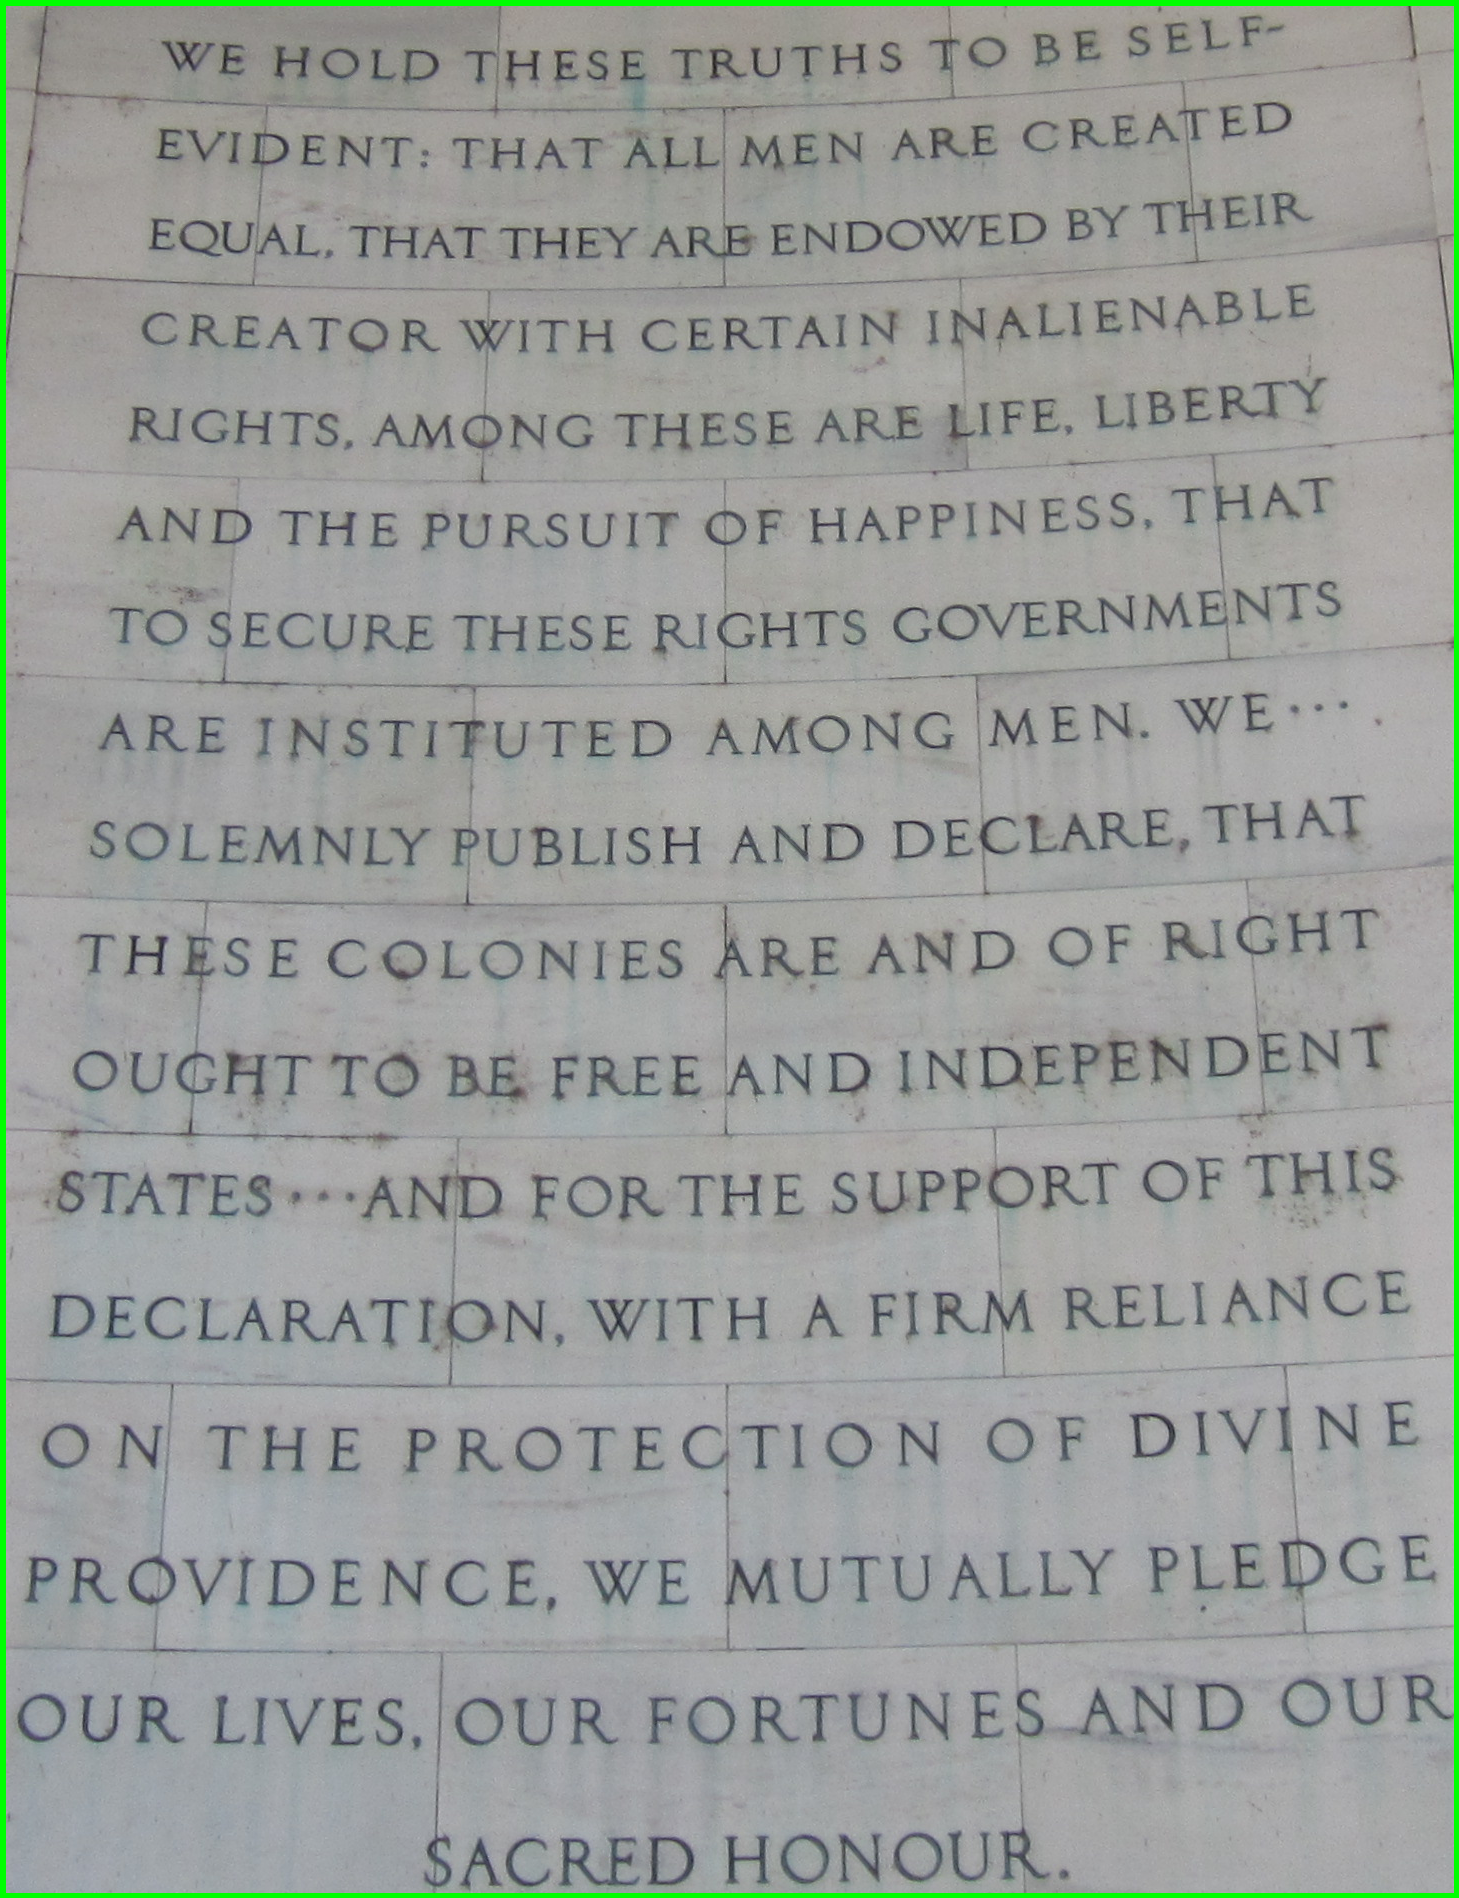 WE HOLD THESE TRUTHS TO BE SELF-
EVIDENT: THAT ALL MEN ARE CREATED
EQUAL, THAT THEY ARE ENDOWED BY THEIR
CREATOR WITH CERTAIN INALIENABLE
RIGHTS, AMONG THESE ARE LIFE, LIBERTY
AND THE PURSUIT OF HAPPINESS, THAT
TO SECURE THESE RIGHTS GOVERNMENTS
ARE INSTITUTED AMONG MEN. WE···
SOLEMNLY PUBLISH AND DECLARE, THAT
THESE COLONIES ARE AND OF RIGHT
OUGHT TO BE FREE AND INDEPENDENT
STATES···AND FOR THE SUPPORT OF THIS
DECLARATION, WITH A FIRM RELIANCE
ON THE PROTECTION OF DIVINE
PROVIDENCE, WE MUTUALLY PLEDGE
OUR LIVES, OUR FORTUNES AND OUR
SACRED HONOUR.